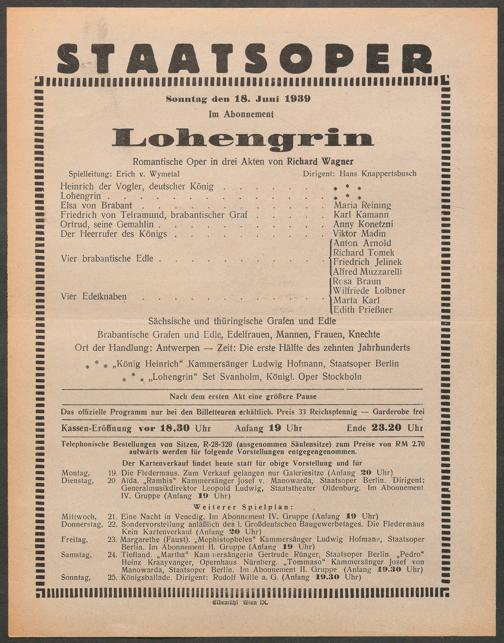 STAATSOPER
Sonntag den 18. Juni 1939
Im Abonnement
Lohengrin
Romantische Oper in drei Akten von Richard Wagner
Spielleitung: Erich v. Wymetal Dirigent: Hans Knappertsbusch
Heinrich der Vogler, deutscher König . . . . . . . * * *
Lohengrin . . . . . . . . . . . * * *
Elsa von Brabant . . . . . . . . . . Maria Reining
Friedrich von Telramund, brabantischer Graf . . . . . Karl Kamann
Ortrud, seine Gemahlin . . . . . . . . . Anny Konetzni
Der Heerrufer des Königs . . . . . . . . Viktor Madin
Vier brabantische Edle . . . . . . . . Anton Arnold
Richard Tomek
Friedrich Jelinek
Alfred Muzzarelli
Vier Edelknaben . . . . . . . . . Rosa Braun
Wilfriede Loibner
Marta Karl
Edith Prießner
Sächsische und thüringische Grafen und Edle
Brabantische Grafen und Edle, Edelfrauen, Mannen, Frauen, Knechte
Ort der Handlung: Antwerpen — Zeit: Die erste Hälfte des zehnten Jahrhunderts
* * * „König Heinrich" Kammersänger Ludwig Hofmann, Staatsoper Berlin
* * * „Lohengrin" Set Svanholm, Königl. Oper Stockholm
Nach dem ersten Akt eine größere Pause
Das offizielle Programm nur bei den Billetteuren erhältlich. Preis 33 Reichspfennig — Garderobe frei
Kassen-Eröffnung vor 18.30 Uhr Anfang 19 Uhr Ende 23.20 Uhr
Telephonische Bestellungen von Sitzen, R-28-320 (ausgenommen Säulensitze) zum Preise von RM 2.70
aufwärts werden für folgende Vorstellungen entgegengenommen.
Der Kartenverkauf findet heute statt für obige Vorstellung und für
Montag, 19. Die Fledermaus. Zum Verkauf gelangen nur Galeriesitze (Anfang 20 Uhr)
Dienstag, 20. Aida. „Ramphis" Kammersänger Josef v. Manowarda, Staatsoper Berlin. Dirigent:
Generalmusikdirektor Leopold Ludwig, Staatstheater Oldenburg. Im Abonnement
IV. Gruppe (Anfang 19 Uhr)
Weiterer Spielplan:
Mittwoch, 21. Eine Nacht in Venedig. Im Abonnement IV. Gruppe (Anfang 19 Uhr)
Donnerstag, 22. Sondervorstellung anläßlich des 1. Großdeutschen Baugewerbetages. Die Fledermaus
Kein Kartenverkauf (Anfang 20 Uhr)
Freitag, 23. Margarethe (Faust). „Mephistopheles" Kammersänger Ludwig Hofmann, Staatsoper
Berlin. Im Abonnement II. Gruppe (Anfang 19 Uhr)
Samstag, 24. Tiefland. „Martha" Kammersängerin Gertrude Rünger, Staatsoper Berlin. „Pedro"
Heinz Kraayvanger, Opernhaus Nürnberg. „Tommaso" Kammersänger Josef von
Manowarda, Staatsoper Berlin. Im Abonnement II. Gruppe (Anfang 19.30 Uhr)
Sonntag, 25. Königsballade. Dirigent: Rudolf Wille a. G. (Anfang 19.30 Uhr)
Elbemühl Wien IX.